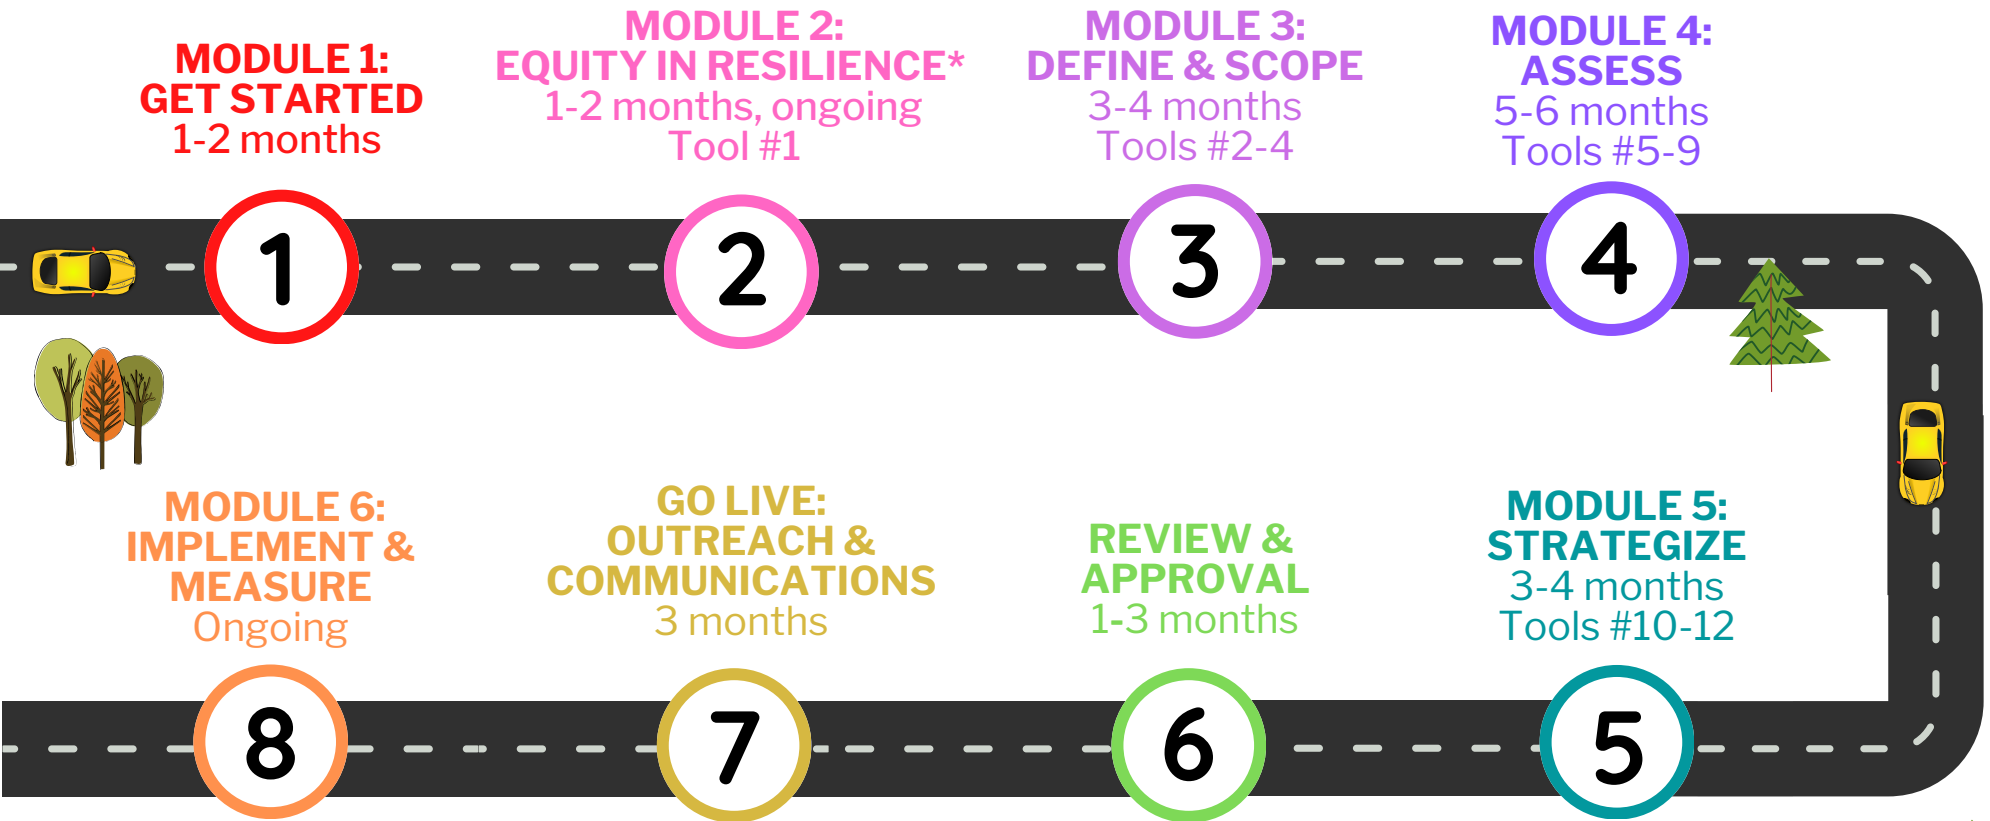 MODULE 1:
GET STARTED
1-2 months
MODULE 2:
EQUITY IN RESILIENCE*
1-2 months, ongoing
Tool #1
MODULE 3:
DEFINE & SCOPE
3-4 months
Tools #2-4
MODULE 4:
ASSESS
5-6 months
Tools #5-9
1
2
3
4
MODULE 6:
IMPLEMENT &
MEASURE
Ongoing
GO LIVE:
OUTREACH &
COMMUNICATIONS
3 months
REVIEW &
APPROVAL
1-3 months
MODULE 5:
STRATEGIZE
3-4 months
Tools #10-12
8
7
6
5